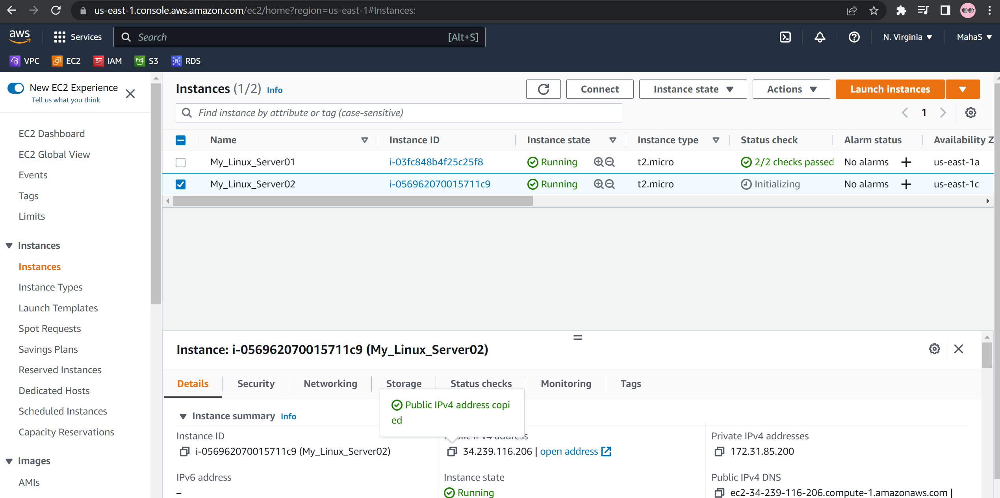 us-east-1.console.aws.amazon.com/ec2/home?region=us-east-1#Instances:
aws Services Search [Alt+S] N. Virginia MahaS
VPC EC2 IAM S3 RDS
New EC2 Experience
Tell us what you think
EC2 Dashboard
EC2 Global View
Events
Tags
Limits
Instances
Instances
Instance Types
Launch Templates
Spot Requests
Savings Plans
Reserved Instances
Dedicated Hosts
Scheduled Instances
Capacity Reservations
Images
AMIs
Instances (1/2) Info Connect Instance state Actions Launch instances
Find instance by attribute or tag (case-sensitive) 1
Name Instance ID Instance state Instance type Status check Alarm status Availability Z
My_Linux_Server01 i-03fc848b4f25c25f8 Running t2.micro 2/2 checks passed No alarms + us-east-1a
My_Linux_Server02 i-056962070015711c9 Running t2.micro Initializing No alarms + us-east-1c
Instance: i-056962070015711c9 (My_Linux_Server02)
Details Security Networking Storage Status checks Monitoring Tags
Public IPv4 address copi
ed
Instance summary Info
Instance ID Public IPv4 address Private IPv4 addresses
i-056962070015711c9 (My_Linux_Server02) 34.239.116.206 | open address 172.31.85.200
IPv6 address Instance state Public IPv4 DNS
– Running ec2-34-239-116-206.compute-1.amazonaws.com |